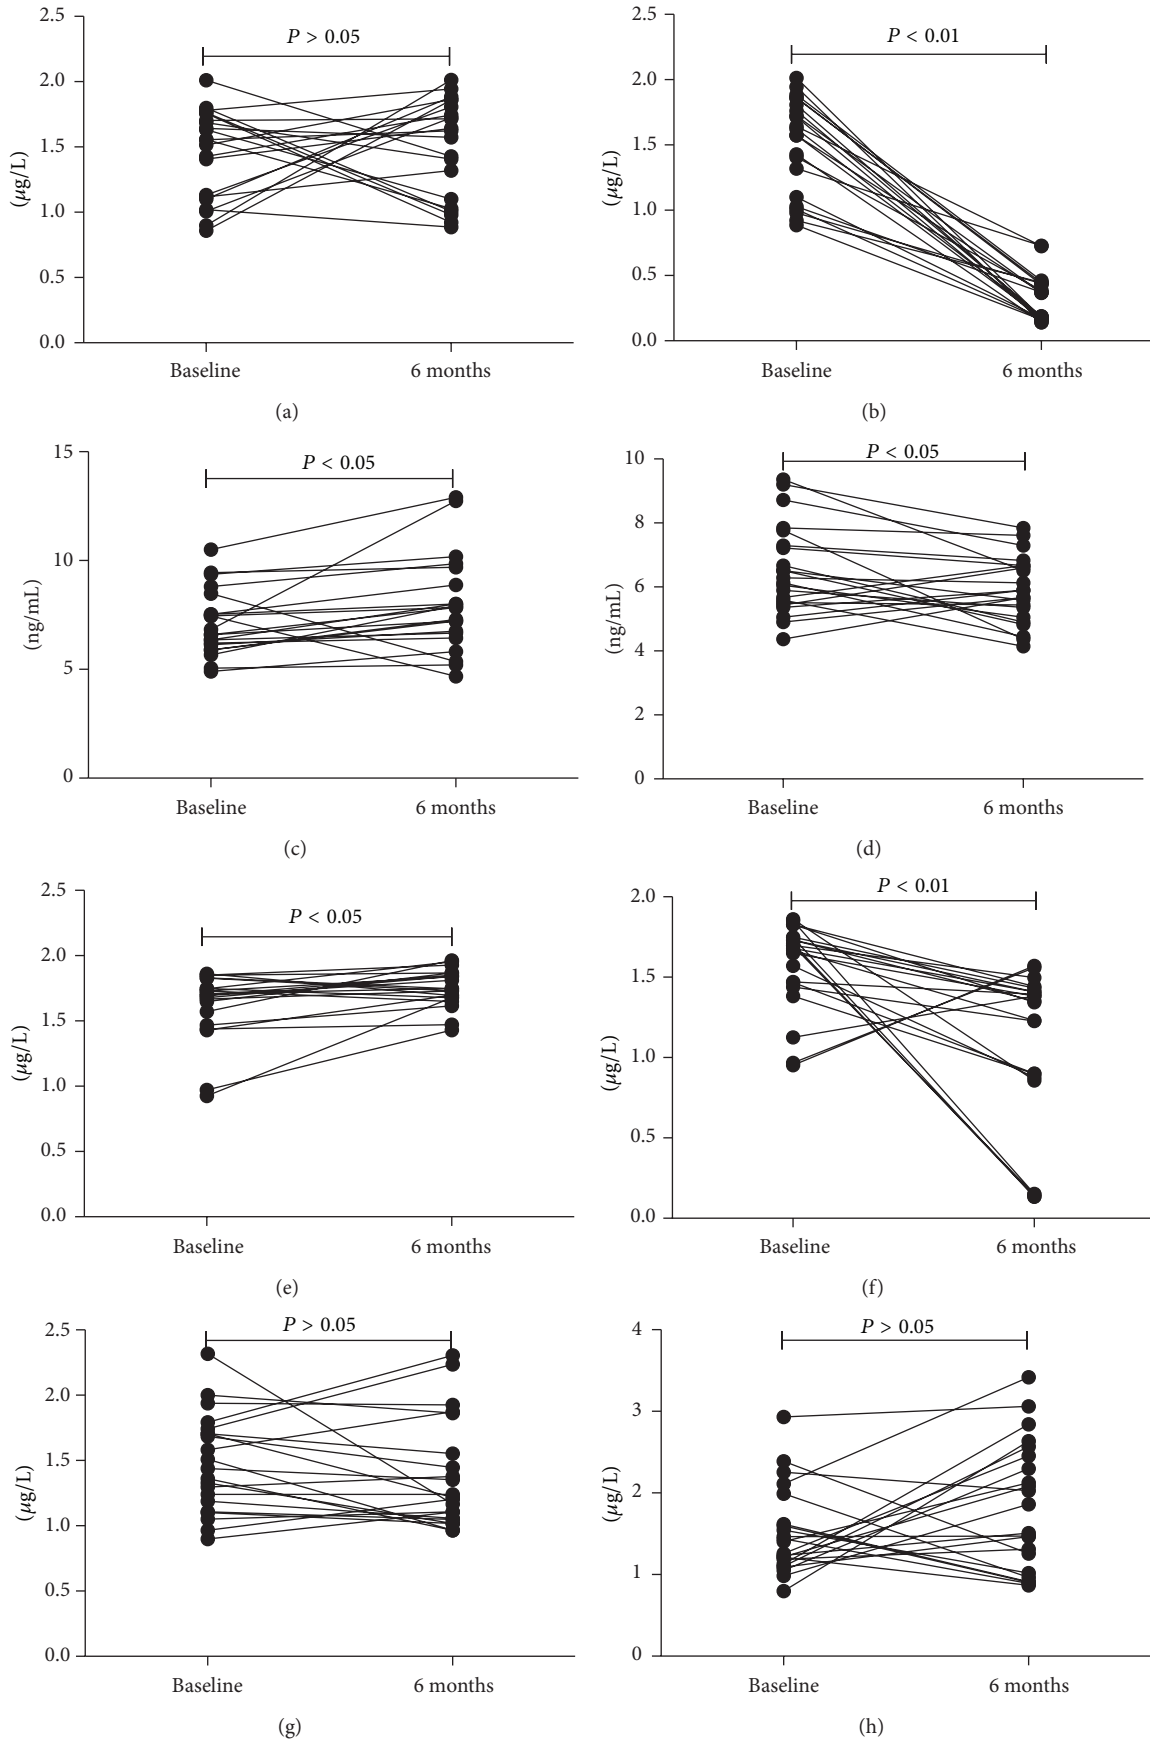 2.5
P > 0.05
2.0
1.5
(μg/L)
1.0
0.5
0.0
Baseline 6 months
(a)
2.5
P < 0.01
2.0
1.5
(μg/L)
1.0
0.5
0.0
Baseline 6 months
(b)
15
P < 0.05
10
(ng/mL)
5
0
Baseline 6 months
(c)
10
P < 0.05
8
6
(ng/mL)
4
2
0
Baseline 6 months
(d)
2.5
P < 0.05
2.0
1.5
(μg/L)
1.0
0.5
0.0
Baseline 6 months
(e)
P < 0.01
2.0
1.5
(μg/L)
1.0
0.5
0.0
Baseline 6 months
(f)
2.5
P > 0.05
2.0
1.5
(μg/L)
1.0
0.5
0.0
Baseline 6 months
(g)
4
P > 0.05
3
2
(μg/L)
1
0
Baseline 6 months
(h)